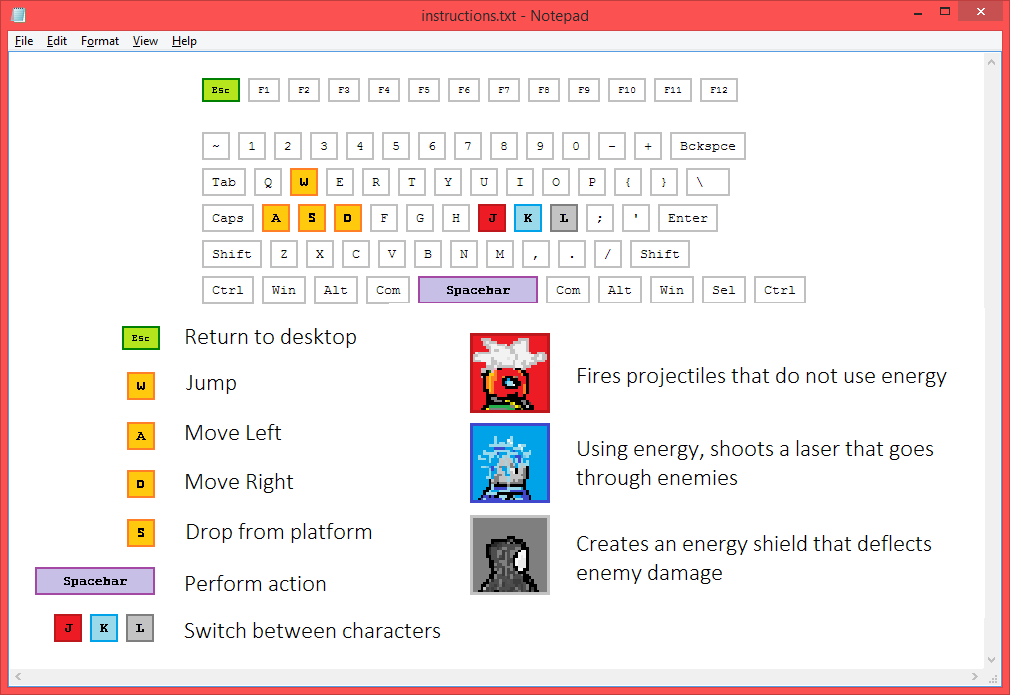 instructions.txt - Notepad
File Edit Format View Help
Esc F1 F2 F3 F4 F5 F6 F7 F8 F9 F10 F11 F12
~ 1 2 3 4 5 6 7 8 9 0 - + Bckspce
Tab Q W E R T Y U I O P { } \
Caps A S D F G H J K L ; ' Enter
Shift Z X C V B N M , . / Shift
Ctrl Win Alt Com Spacebar Com Alt Win Sel Ctrl
Esc Return to desktop
W Jump
A Move Left
D Move Right
S Drop from platform
Spacebar Perform action
J K L Switch between characters
Fires projectiles that do not use energy
Using energy, shoots a laser that goes
through enemies
Creates an energy shield that deflects
enemy damage